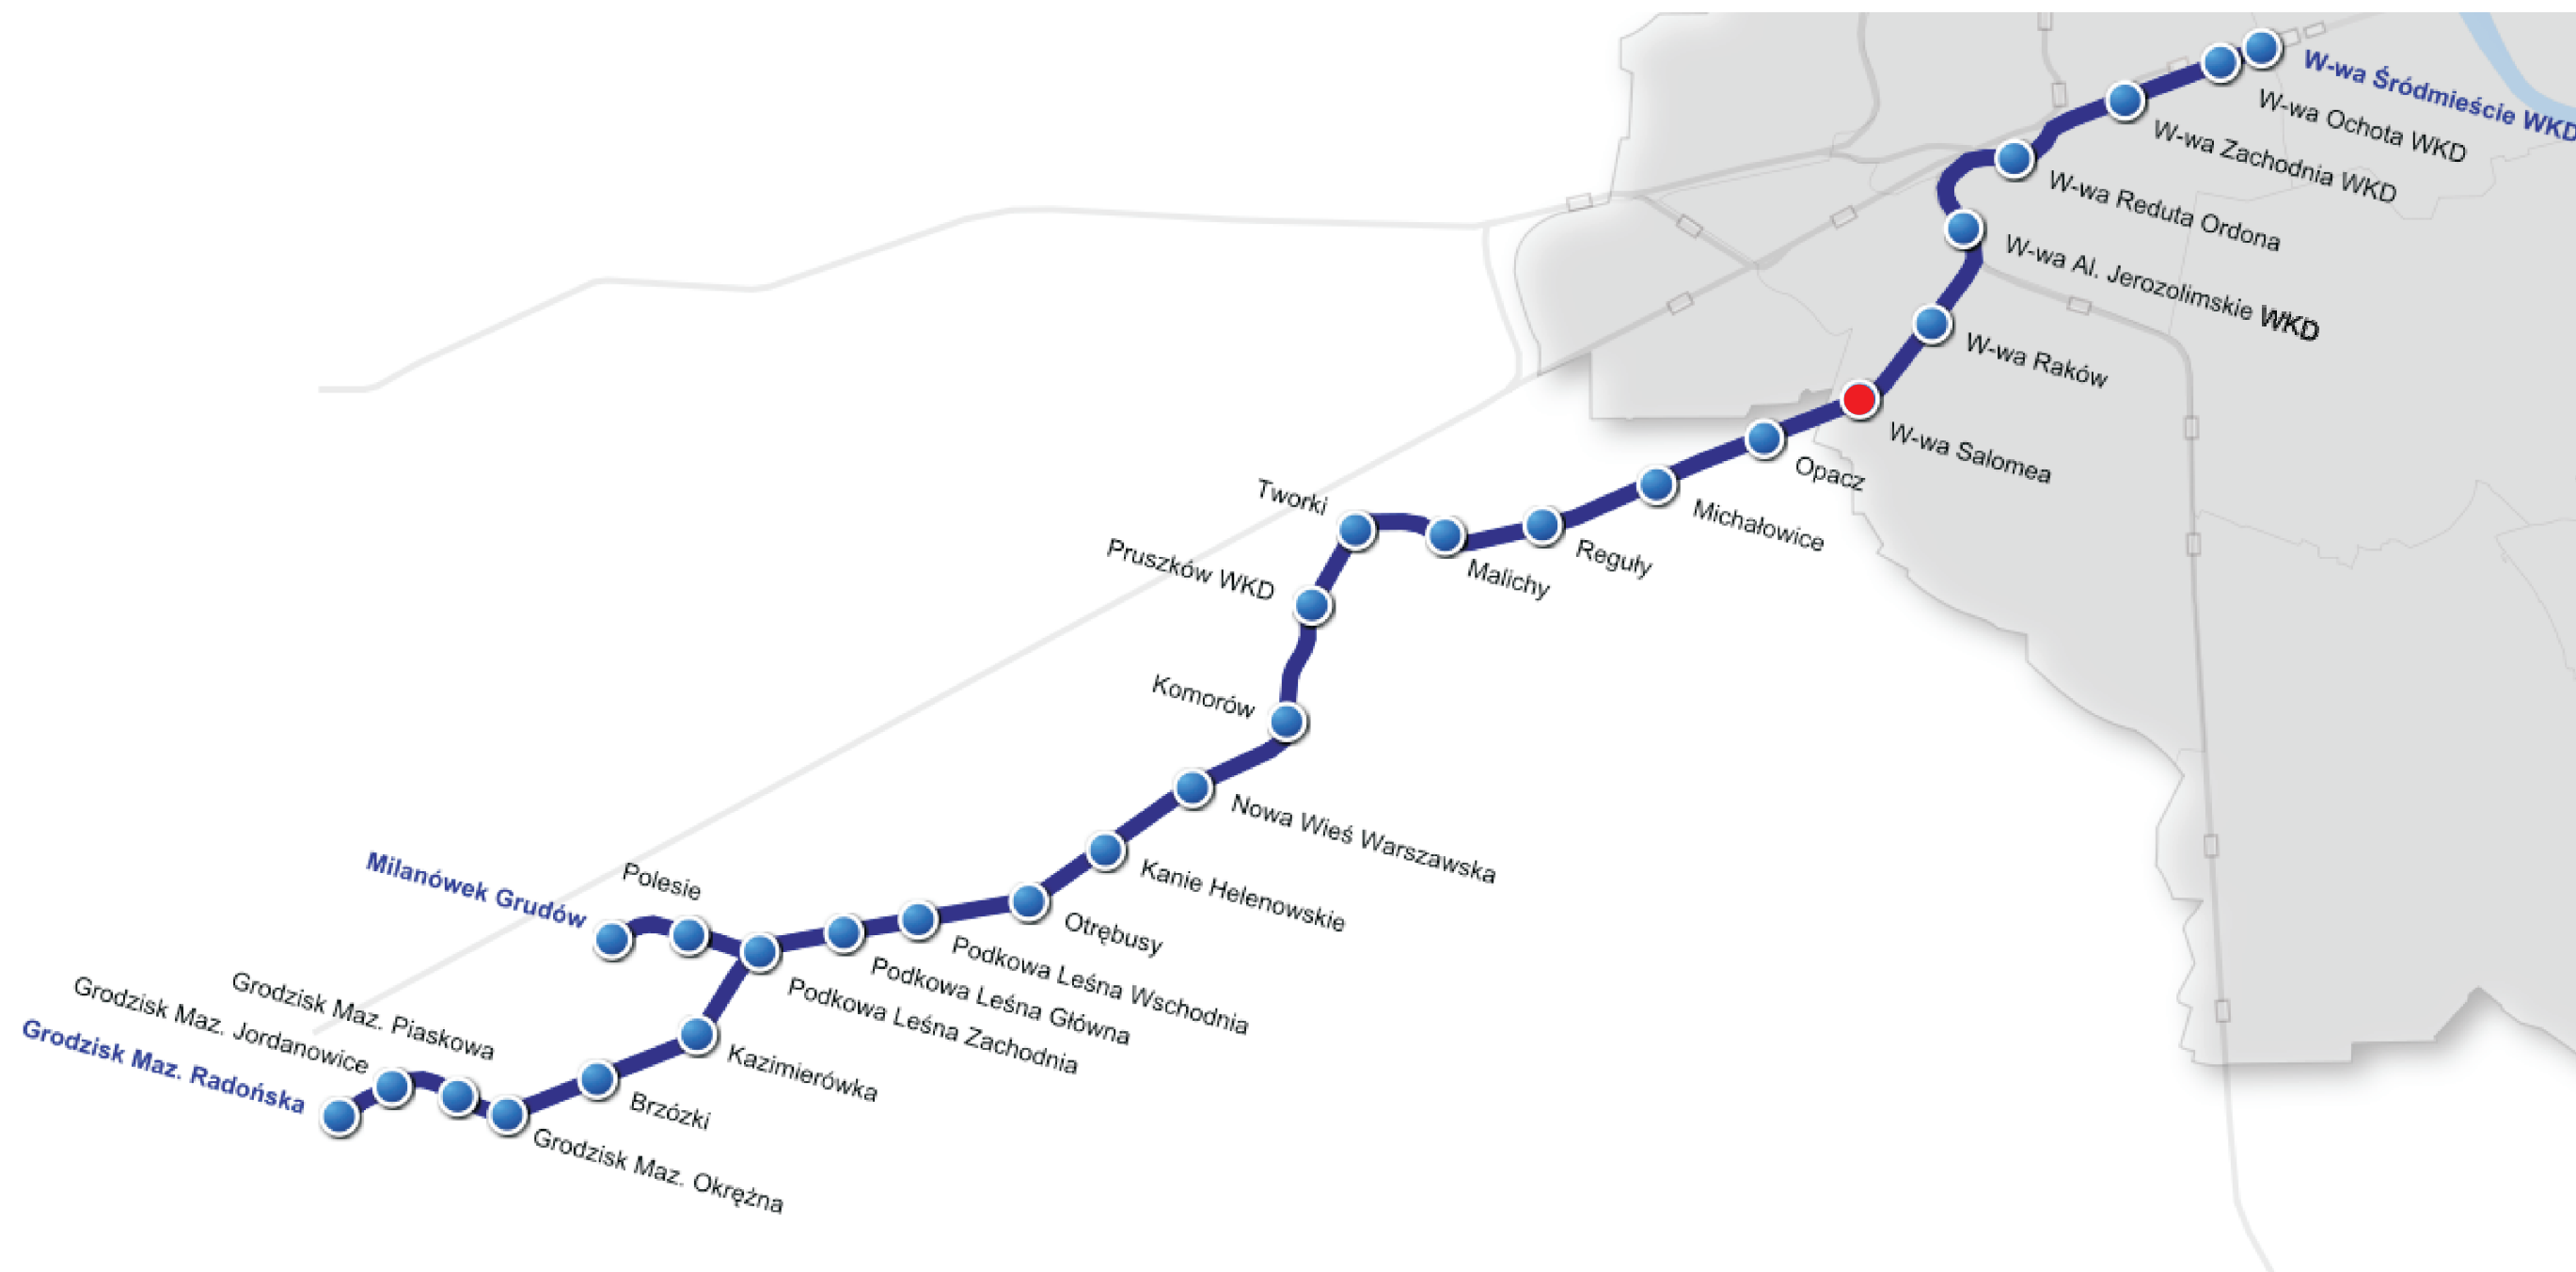 W-wa Śródmieście WKD
W-wa Ochota WKD
W-wa Zachodnia WKD
W-wa Reduta Ordona
W-wa Al. Jerozolimskie WKD
W-wa Raków
W-wa Salomea
Opacz
Michałowice
Reguły
Malichy
Tworki
Pruszków WKD
Komorów
Nowa Wieś Warszawska
Kanie Helenowskie
Otrębusy
Podkowa Leśna Wschodnia
Podkowa Leśna Główna
Podkowa Leśna Zachodnia
Polesie
Milanówek Grudów
Kazimierówka
Brzózki
Grodzisk Maz. Okrężna
Grodzisk Maz. Piaskowa
Grodzisk Maz. Jordanowice
Grodzisk Maz. Radońska